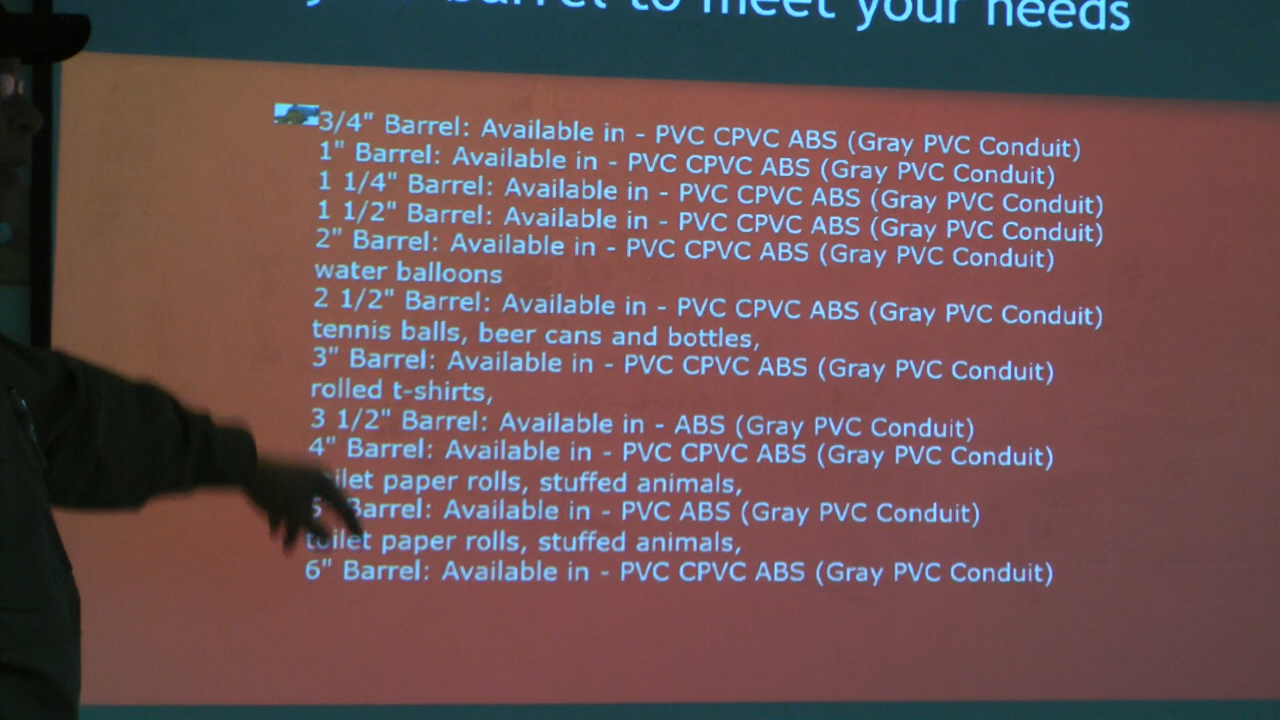 barrel to meet your needs
3/4" Barrel: Available in - PVC CPVC ABS (Gray PVC Conduit)
1" Barrel: Available in - PVC CPVC ABS (Gray PVC Conduit)
1 1/4" Barrel: Available in - PVC CPVC ABS (Gray PVC Conduit)
1 1/2" Barrel: Available in - PVC CPVC ABS (Gray PVC Conduit)
2" Barrel: Available in - PVC CPVC ABS (Gray PVC Conduit)
water balloons
2 1/2" Barrel: Available in - PVC CPVC ABS (Gray PVC Conduit)
tennis balls, beer cans and bottles,
3" Barrel: Available in - PVC CPVC ABS (Gray PVC Conduit)
rolled t-shirts,
3 1/2" Barrel: Available in - ABS (Gray PVC Conduit)
4" Barrel: Available in - PVC CPVC ABS (Gray PVC Conduit)
toilet paper rolls, stuffed animals,
5 Barrel: Available in - PVC ABS (Gray PVC Conduit)
toilet paper rolls, stuffed animals,
6" Barrel: Available in - PVC CPVC ABS (Gray PVC Conduit)